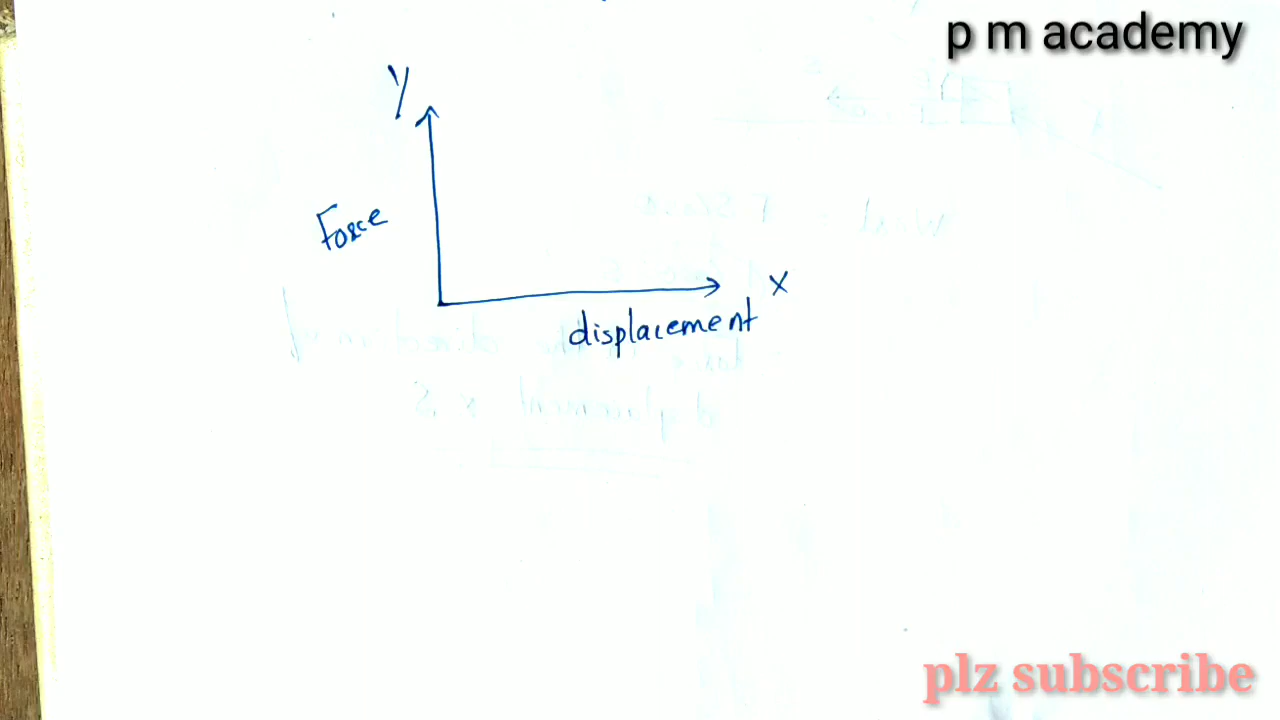 p m academy
Y
Force
X
displacement
plz subscribe